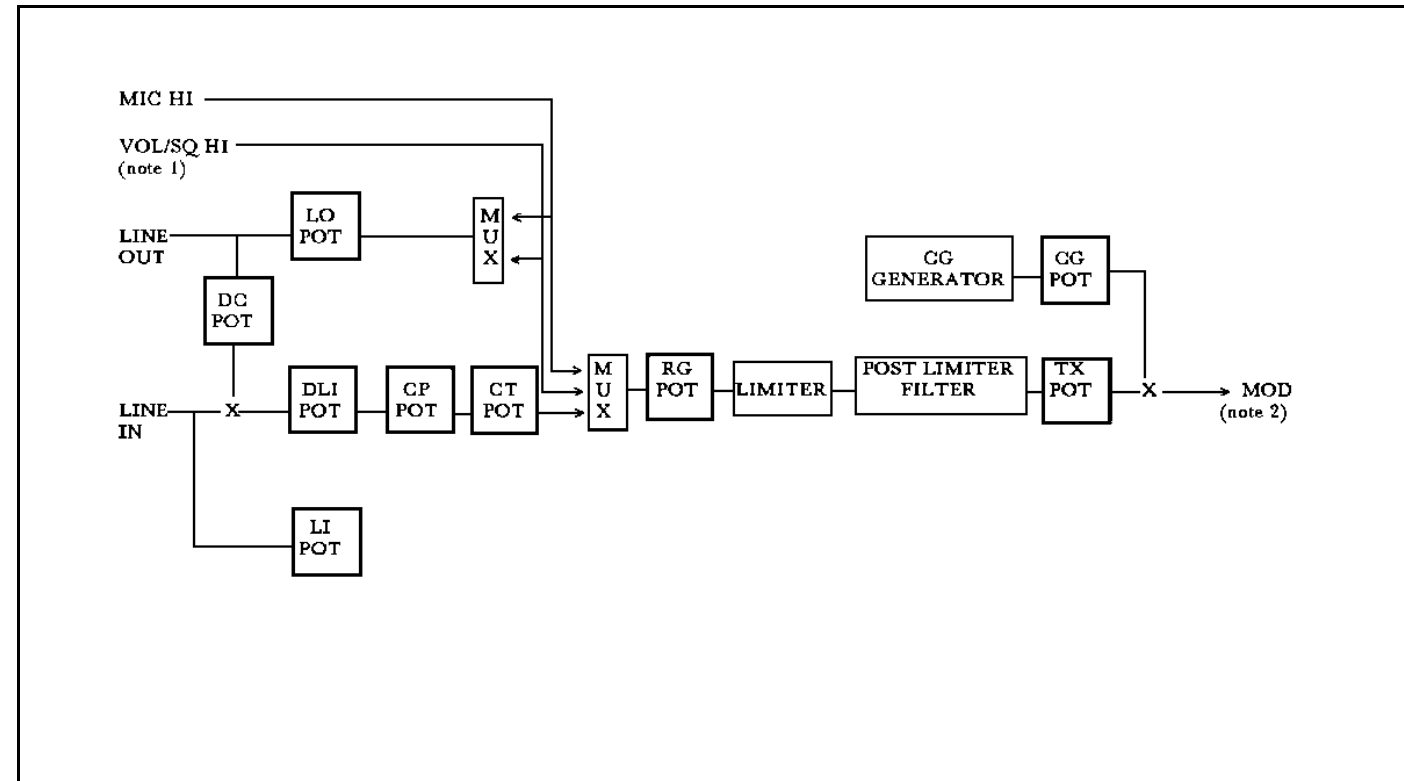 MIC HI
VOL/SQ HI
(note 1)
LO
POT
M
U
X
LINE
OUT
DC
POT
CG
GENERATOR
CG
POT
LINE
IN
X
DLI
POT
CP
POT
CT
POT
M
U
X
RG
POT
LIMITER
POST LIMITER
FILTER
TX
POT
X
MOD
(note 2)
LI
POT